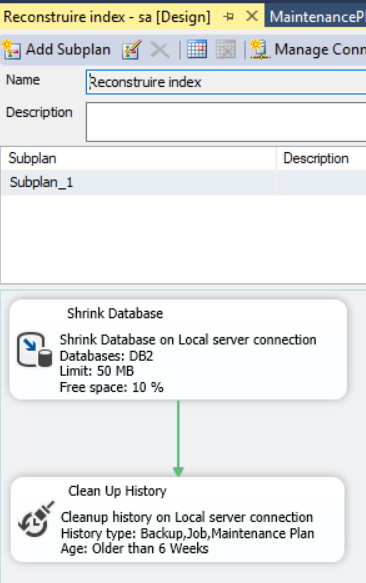 Reconstruire index - sa [Design] MaintenanceP
Add Subplan Manage Conn
Name Reconstruire index
Description
Subplan Description
Subplan_1
Shrink Database
Shrink Database on Local server connection
Databases: DB2
Limit: 50 MB
Free space: 10 %
Clean Up History
Cleanup history on Local server connection
History type: Backup,Job,Maintenance Plan
Age: Older than 6 Weeks